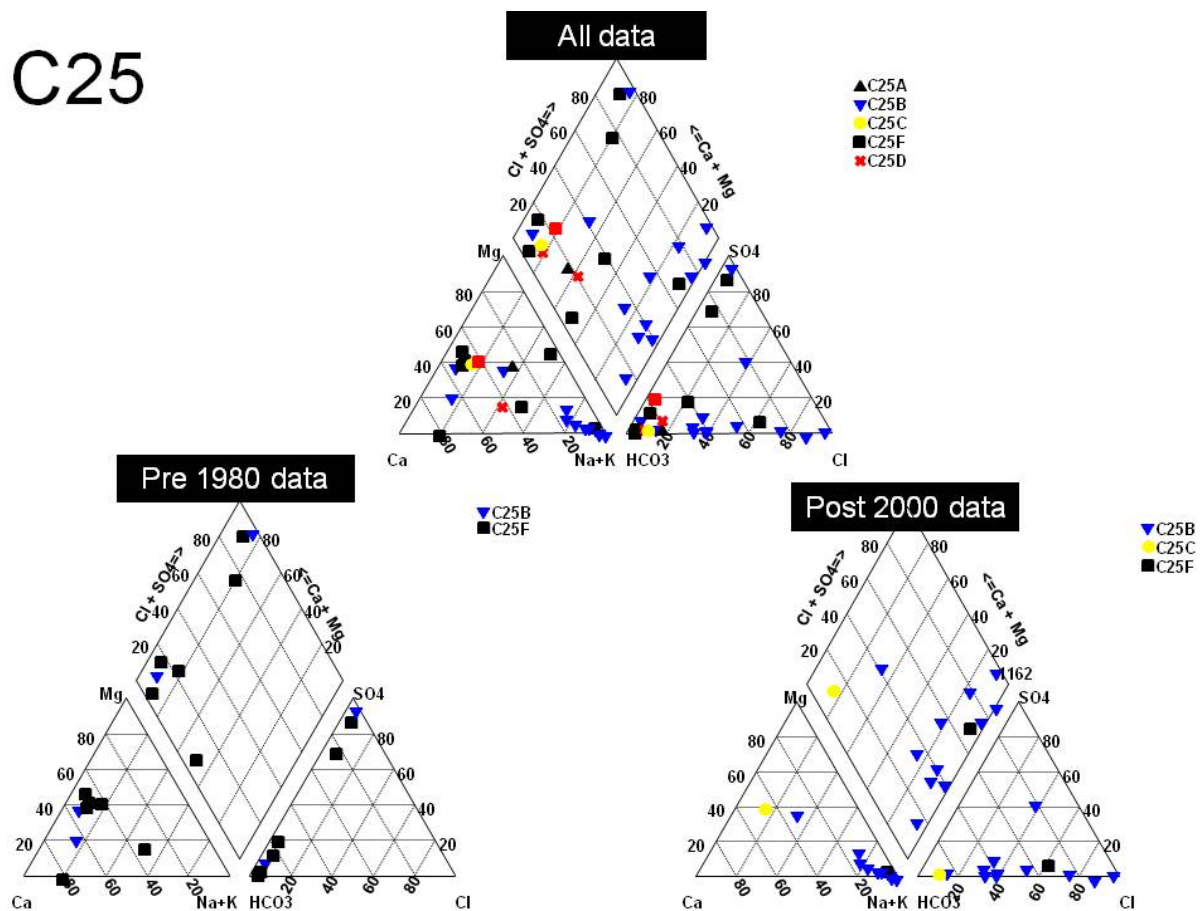 C25
All data
C25A
C25B
C25C
C25F
C25D
80 80
60 60
40 40
20 20
Cl + SO4=>
<=Ca + Mg
Mg SO4
80 80
60 60
40 40
20 20
80 60 40 20 20 40 60 80
Ca Na+K HCO3 Cl
Pre 1980 data
C25B
C25F
80 80
60 60
40 40
20 20
Cl + SO4=>
<=Ca + Mg
Mg SO4
80 80
60 60
40 40
20 20
80 60 40 20 20 40 60 80
Ca Na+K HCO3 Cl
Post 2000 data
C25B
C25C
C25F
80 80
60 60
40 40
20 20
Cl + SO4=>
<=Ca + Mg
1162
Mg SO4
80 80
60 60
40 40
20 20
80 60 40 20 20 40 60 80
Ca Na+K HCO3 Cl